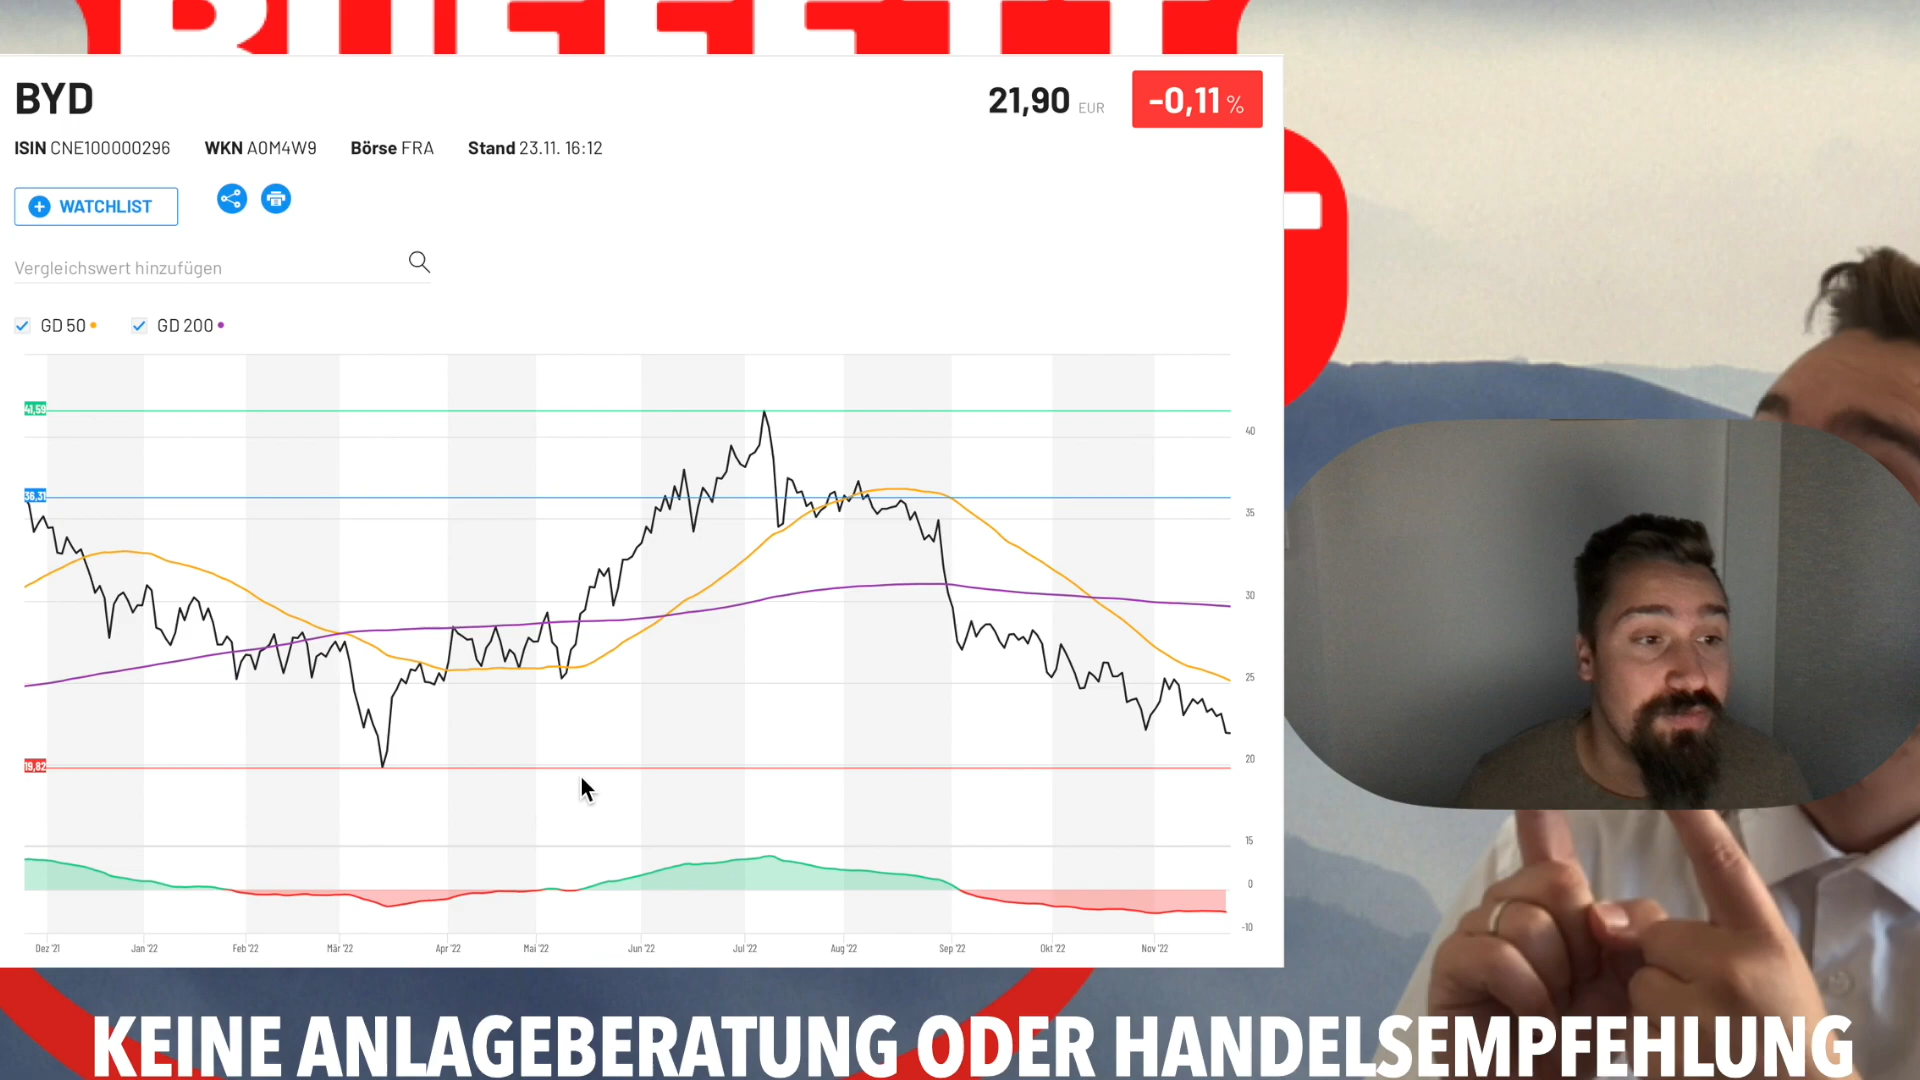 BYD
21,90 EUR
-0,11 %
ISIN CNE100000296 WKN A0M4W9 Börse FRA Stand 23.11. 16:12
WATCHLIST
Vergleichswert hinzufügen
GD 50 GD 200
41,59
40
36,31
35
30
25
20
19,82
15
0
-10
Dez '21 Jan '22 Feb '22 Mär '22 Apr '22 Mai '22 Jun '22 Jul '22 Aug '22 Sep '22 Okt '22 Nov '22
KEINE ANLAGEBERATUNG ODER HANDELSEMPFEHLUNG